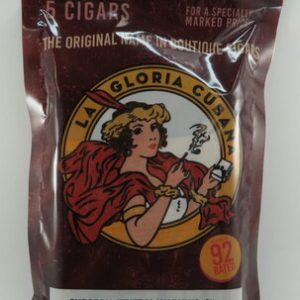 5 CIGARS
FOR A SPECIALLY
MARKED PRICE
THE ORIGINAL NAME IN BOUTIQUE CIGARS
LA GLORIA CUBANA
92
RATED